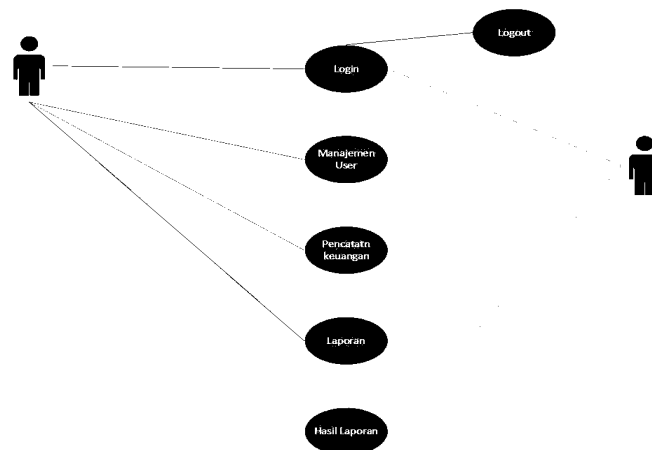 Logout
Login
Manajemen
User
Pencatatn
keuangan
Laporan
Hasil Laporan